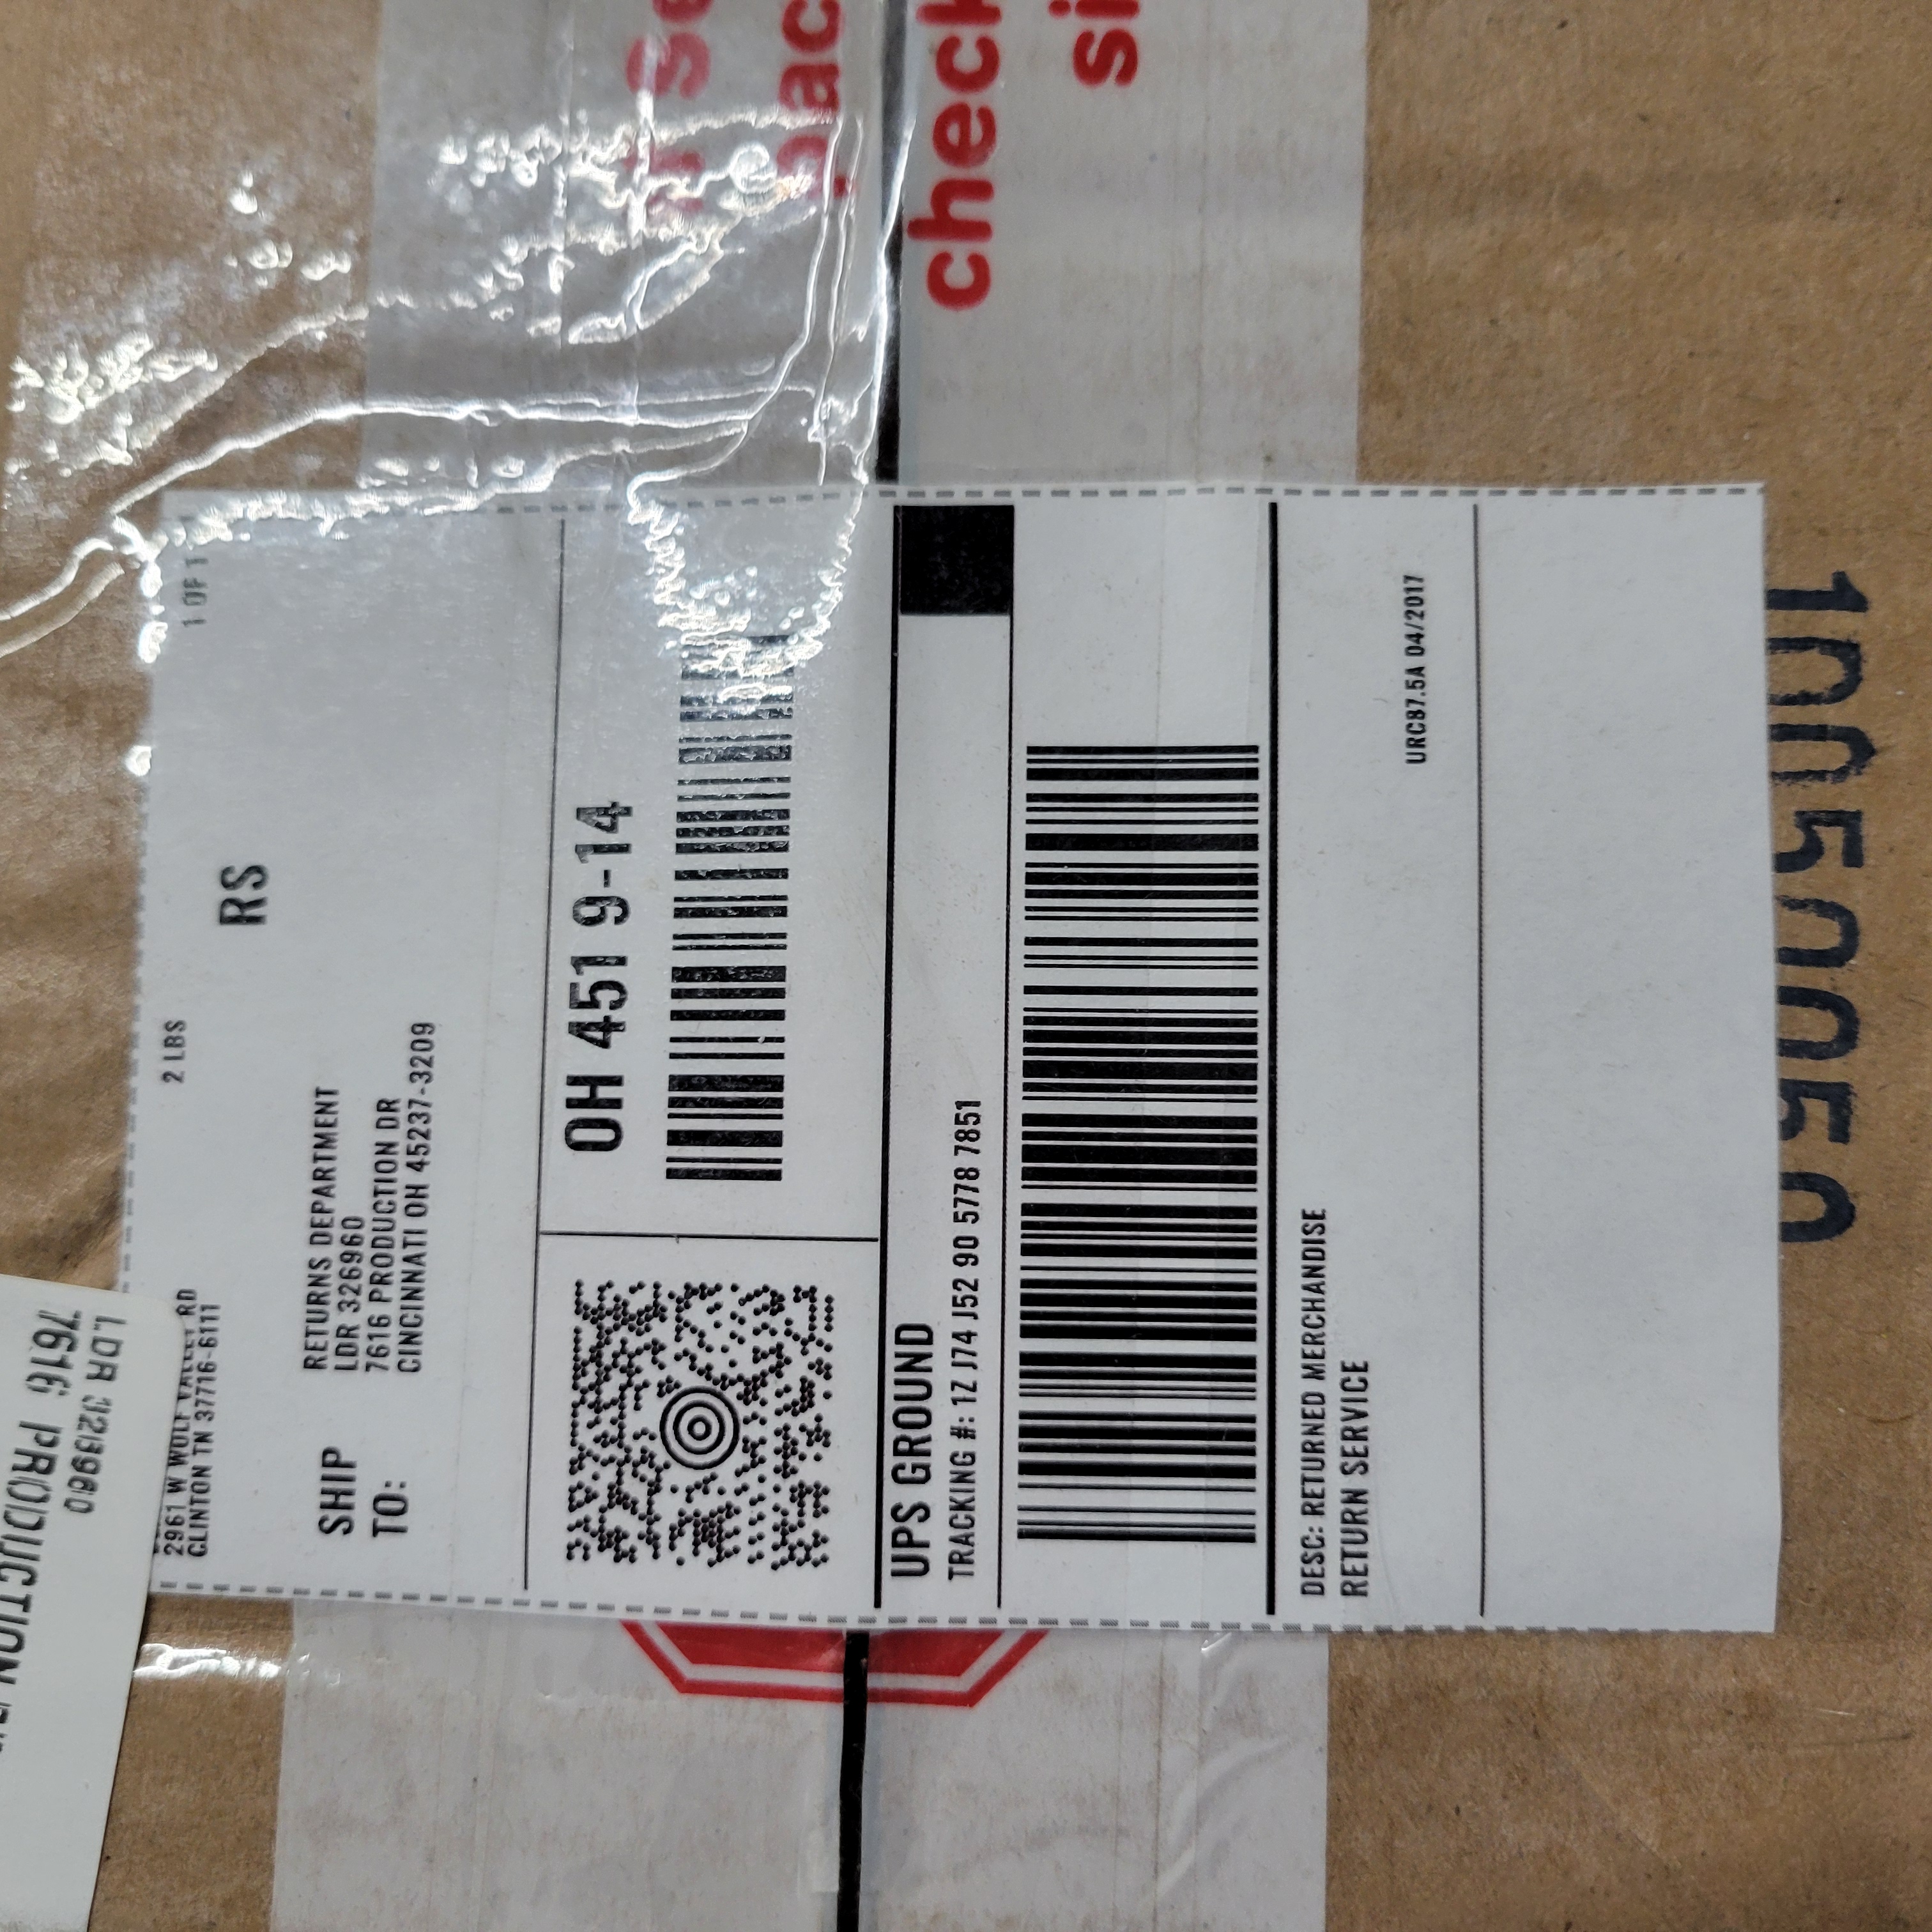 2 LBS
1 OF 1
2961 W WOLF VALLEY RD
CLINTON TN 37716-6111
RS
SHIP
TO:
RETURNS DEPARTMENT
LDR 326960
7616 PRODUCTION DR
CINCINNATI OH 45237-3209
OH 451 9-14
UPS GROUND
TRACKING #: 1Z J74 J52 90 5778 7851
DESC: RETURNED MERCHANDISE
RETURN SERVICE
URC87.5A 04/2017
check
si
LDR
7616 PRODUCTION